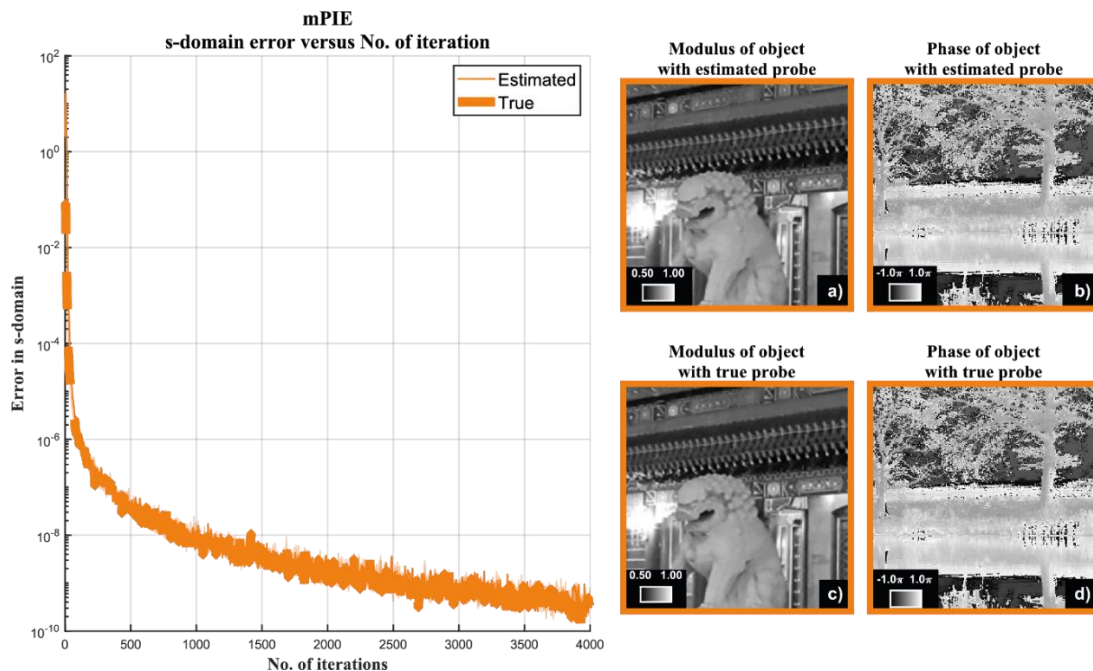 mPIE
s-domain error versus No. of iteration
Error in s-domain
10^2
10^0
10^-2
10^-4
10^-6
10^-8
10^-10
0
500
1000
1500
2000
2500
3000
3500
4000
No. of iterations
Estimated
True
Modulus of object
with estimated probe
0.50 1.00
a)
Phase of object
with estimated probe
-1.0π 1.0π
b)
Modulus of object
with true probe
0.50 1.00
c)
Phase of object
with true probe
-1.0π 1.0π
d)